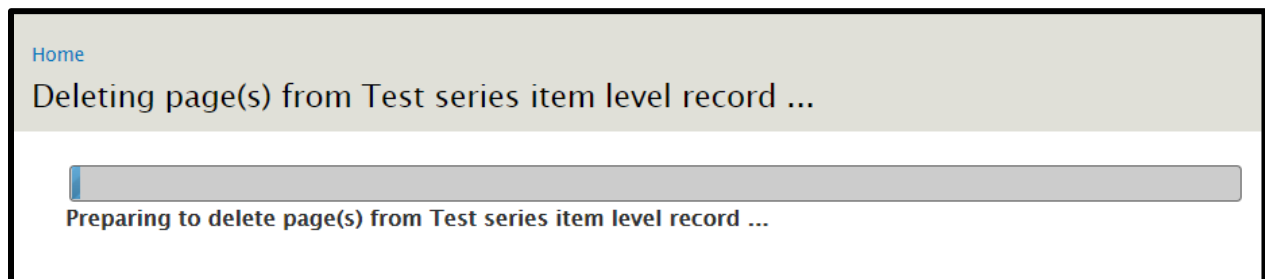 Home
Deleting page(s) from Test series item level record ...
Preparing to delete page(s) from Test series item level record ...